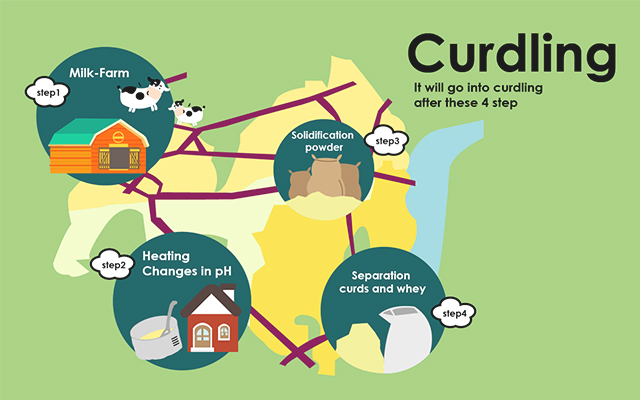 Curdling
It will go into curdling
after these 4 step
step1
Milk-Farm
step2
Heating
Changes in pH
step3
Solidification
powder
step4
Separation
curds and whey